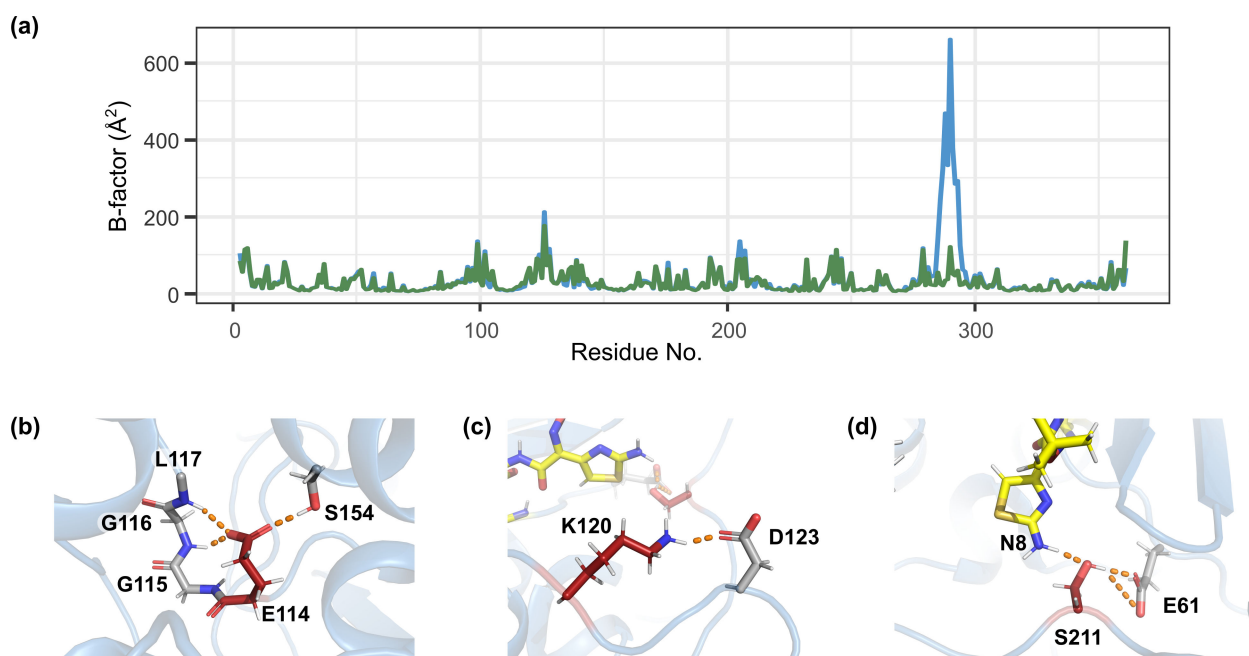 (a)
B-factor (Å²)
600
400
200
0
0 100 200 300
Residue No.
(b)
L117
G116
G115
E114
S154
(c)
K120
D123
(d)
N8
S211
E61